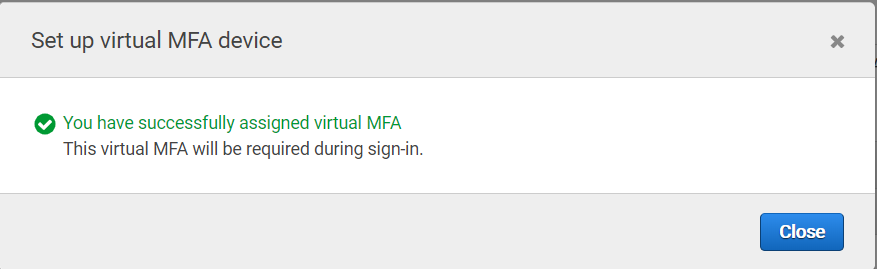 Set up virtual MFA device
You have successfully assigned virtual MFA
This virtual MFA will be required during sign-in.
Close